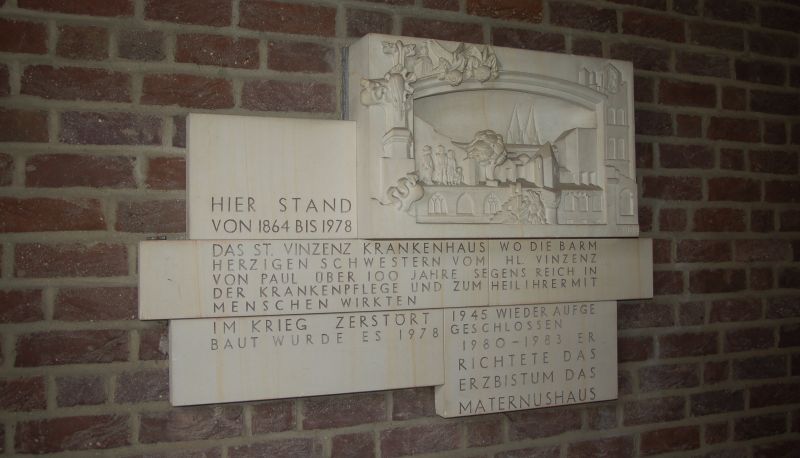 HIER STAND
VON 1864 BIS 1978
DAS ST. VINZENZ KRANKENHAUS WO DIE BARM
HERZIGEN SCHWESTERN VOM HL. VINZENZ
VON PAUL ÜBER 100 JAHRE SEGENS REICH IN
DER KRANKENPFLEGE UND ZUM HEIL IHRER MIT
MENSCHEN WIRKTEN
IM KRIEG ZERSTÖRT 1945 WIEDER AUFGE
BAUT WURDE ES 1978 GESCHLOSSEN
1980-1983 ER
RICHTETE DAS
ERZBISTUM DAS
MATERNUSHAUS